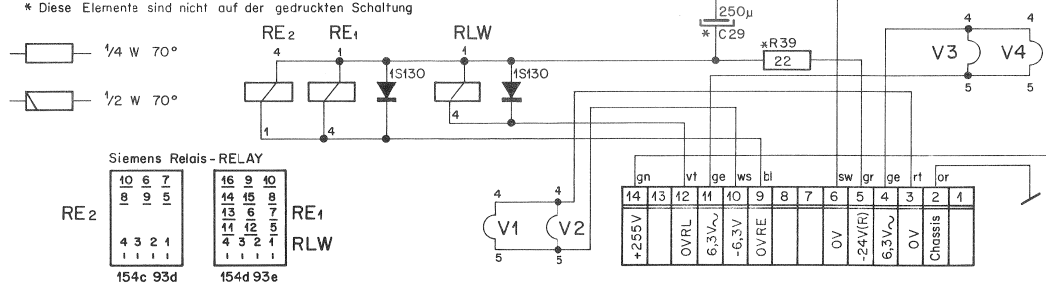 * Diese Elemente sind nicht auf der gedruckten Schaltung
250µ
* C29
1/4 W 70°
1/2 W 70°
RE2 RE1 RLW
4 1 1
1S130 1S130
4
1 4
*R39
22
4 4
V3 V4
5 5
Siemens Relais-RELAY
10 6 7
8 9 5
4 3 2 1
RE2
154c 93d
16 9 10
14 15 8
13 6 7
11 12 5
4 3 2 1
RE1
RLW
154d 93e
4 4
V1 V2
5 5
gn vt ge ws bl sw gr ge rt or
14 13 12 11 10 9 8 7 6 5 4 3 2 1
+255V
0VRL
6,3V~
-6,3V
0VRE
0V
-24V(R)
6,3V~
0V
Chassis